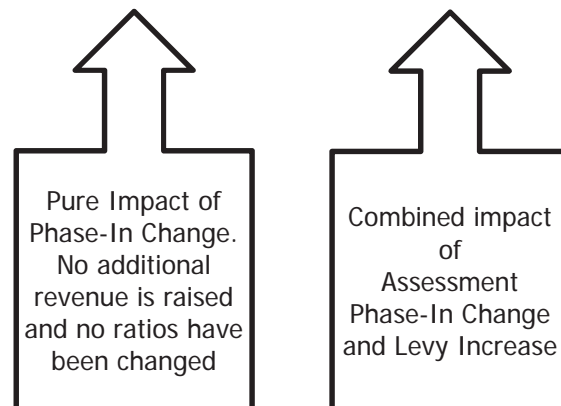 Pure Impact of
Phase-In Change.
No additional
revenue is raised
and no ratios have
been changed
Combined impact
of
Assessment
Phase-In Change
and Levy Increase